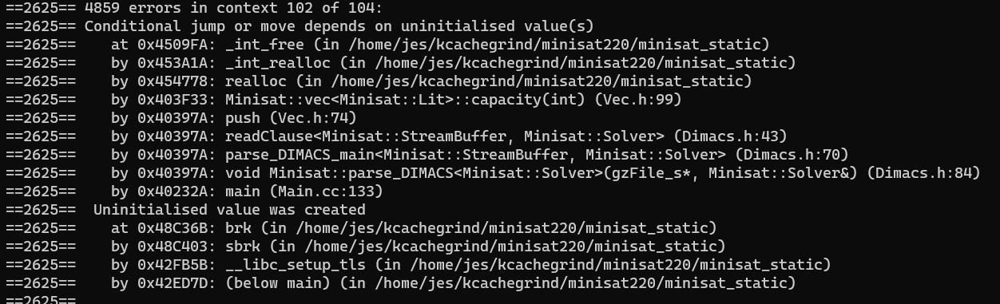 ==2625== 4859 errors in context 102 of 104:
==2625== Conditional jump or move depends on uninitialised value(s)
==2625==    at 0x4509FA: _int_free (in /home/jes/kcachegrind/minisat220/minisat_static)
==2625==    by 0x453A1A: _int_realloc (in /home/jes/kcachegrind/minisat220/minisat_static)
==2625==    by 0x454778: realloc (in /home/jes/kcachegrind/minisat220/minisat_static)
==2625==    by 0x403F33: Minisat::vec<Minisat::Lit>::capacity(int) (Vec.h:99)
==2625==    by 0x40397A: push (Vec.h:74)
==2625==    by 0x40397A: readClause<Minisat::StreamBuffer, Minisat::Solver> (Dimacs.h:43)
==2625==    by 0x40397A: parse_DIMACS_main<Minisat::StreamBuffer, Minisat::Solver> (Dimacs.h:70)
==2625==    by 0x40397A: void Minisat::parse_DIMACS<Minisat::Solver>(gzFile_s*, Minisat::Solver&) (Dimacs.h:84)
==2625==    by 0x40232A: main (Main.cc:133)
==2625==  Uninitialised value was created
==2625==    at 0x48C36B: brk (in /home/jes/kcachegrind/minisat220/minisat_static)
==2625==    by 0x48C403: sbrk (in /home/jes/kcachegrind/minisat220/minisat_static)
==2625==    by 0x42FB5B: __libc_setup_tls (in /home/jes/kcachegrind/minisat220/minisat_static)
==2625==    by 0x42ED7D: (below main) (in /home/jes/kcachegrind/minisat220/minisat_static)
==2625==